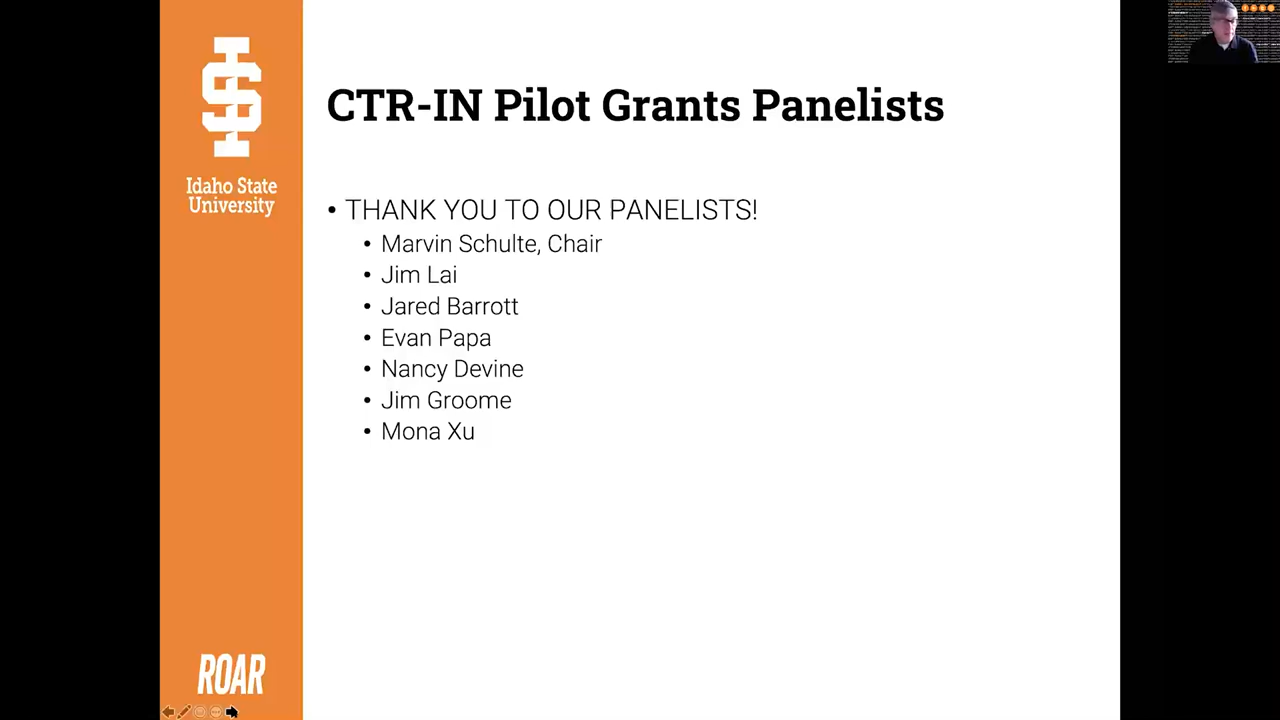 Idaho State
University
CTR-IN Pilot Grants Panelists
• THANK YOU TO OUR PANELISTS!
• Marvin Schulte, Chair
• Jim Lai
• Jared Barrott
• Evan Papa
• Nancy Devine
• Jim Groome
• Mona Xu
ROAR